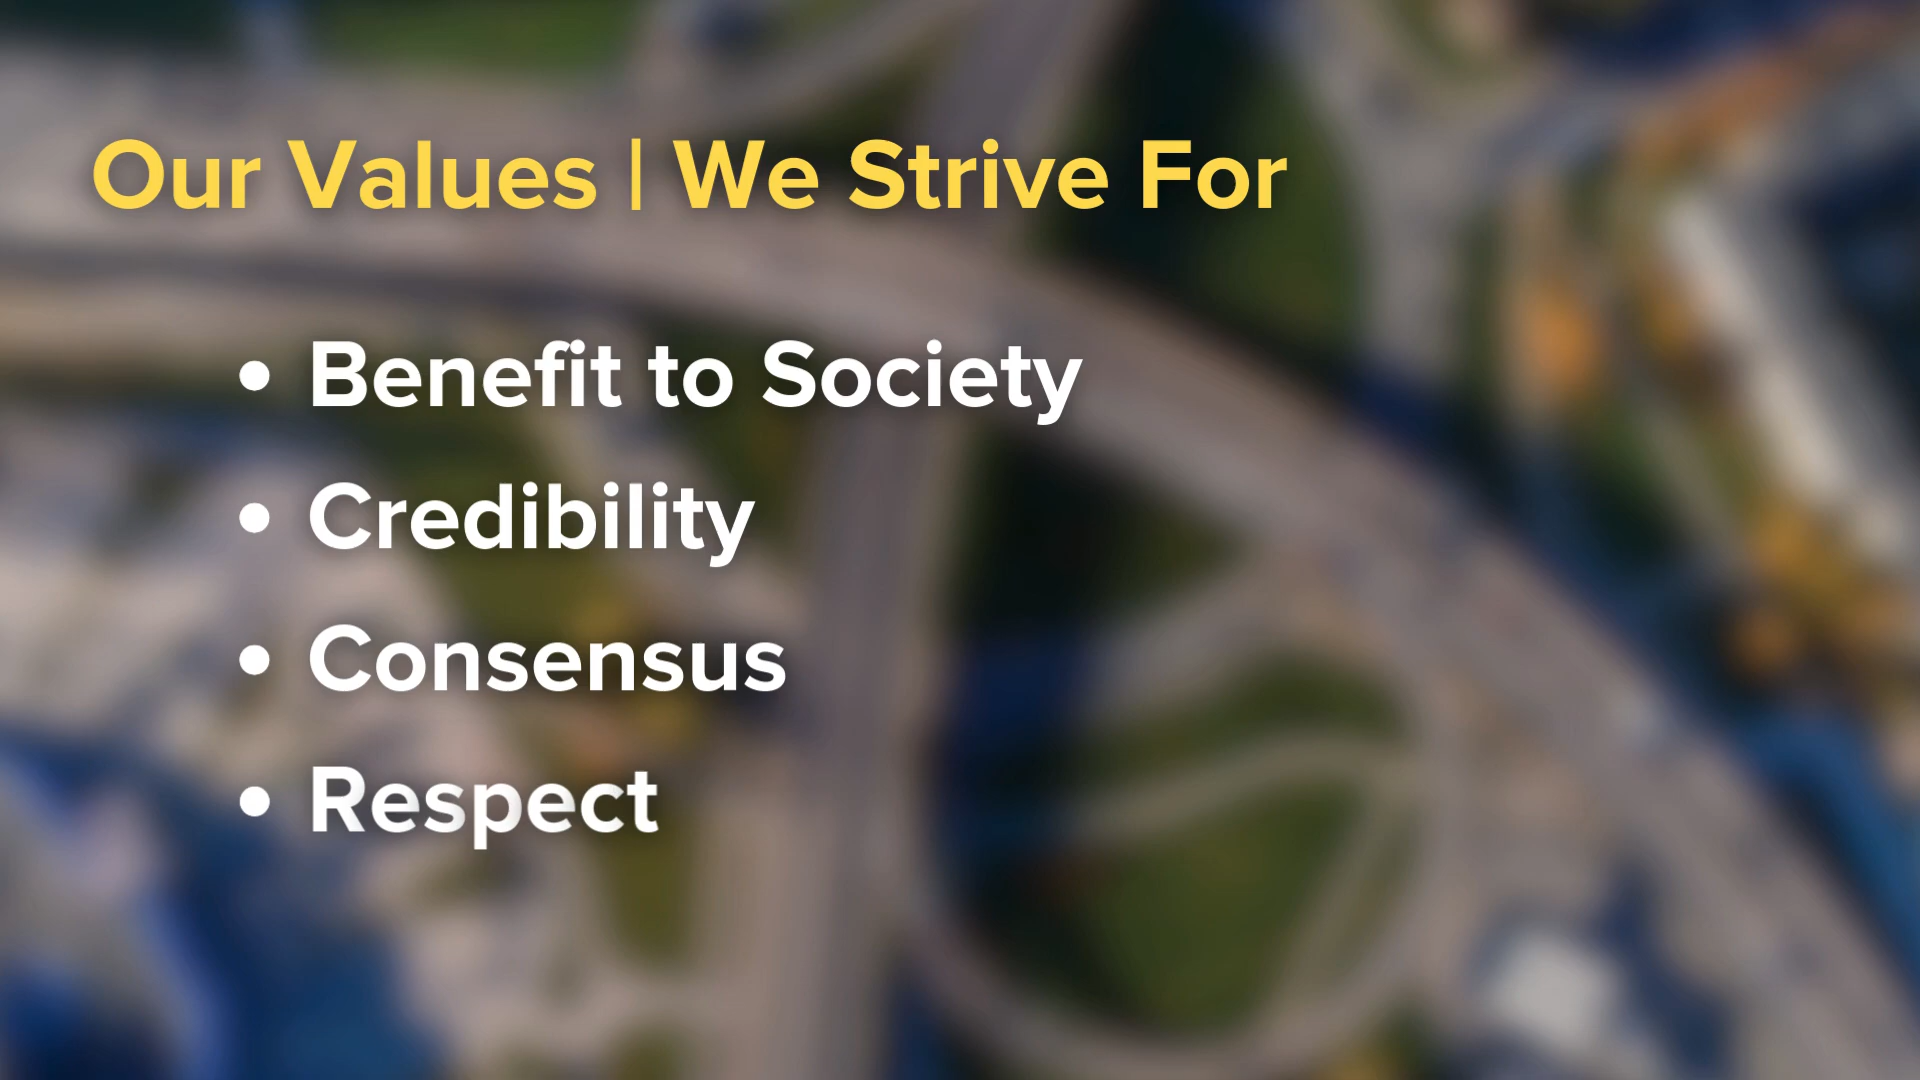 Our Values | We Strive For
• Benefit to Society
• Credibility
• Consensus
• Respect